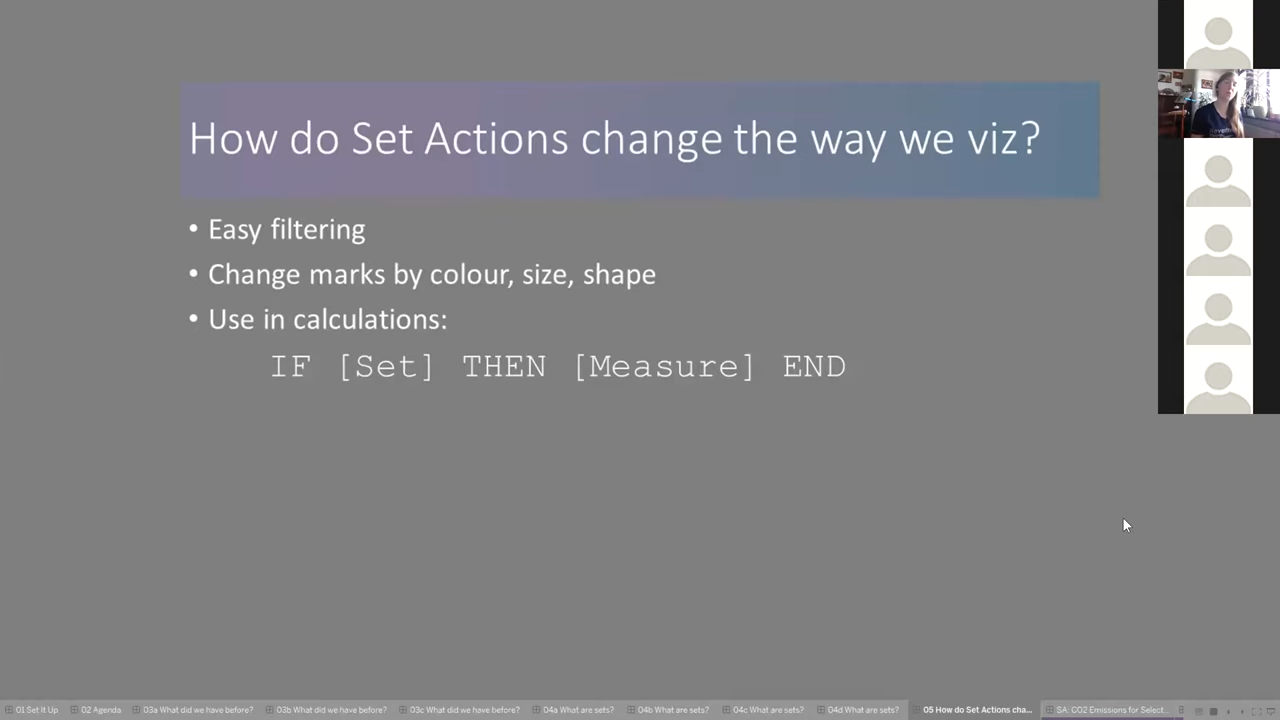 How do Set Actions change the way we viz?
• Easy filtering
• Change marks by colour, size, shape
• Use in calculations:
IF [Set] THEN [Measure] END
01 Set It Up 02 Agenda 03a What did we have before? 03b What did we have before? 03c What did we have before? 04a What are sets? 04b What are sets? 04c What are sets? 04d What are sets? 05 How do Set Actions cha... SA: CO2 Emissions for Select...